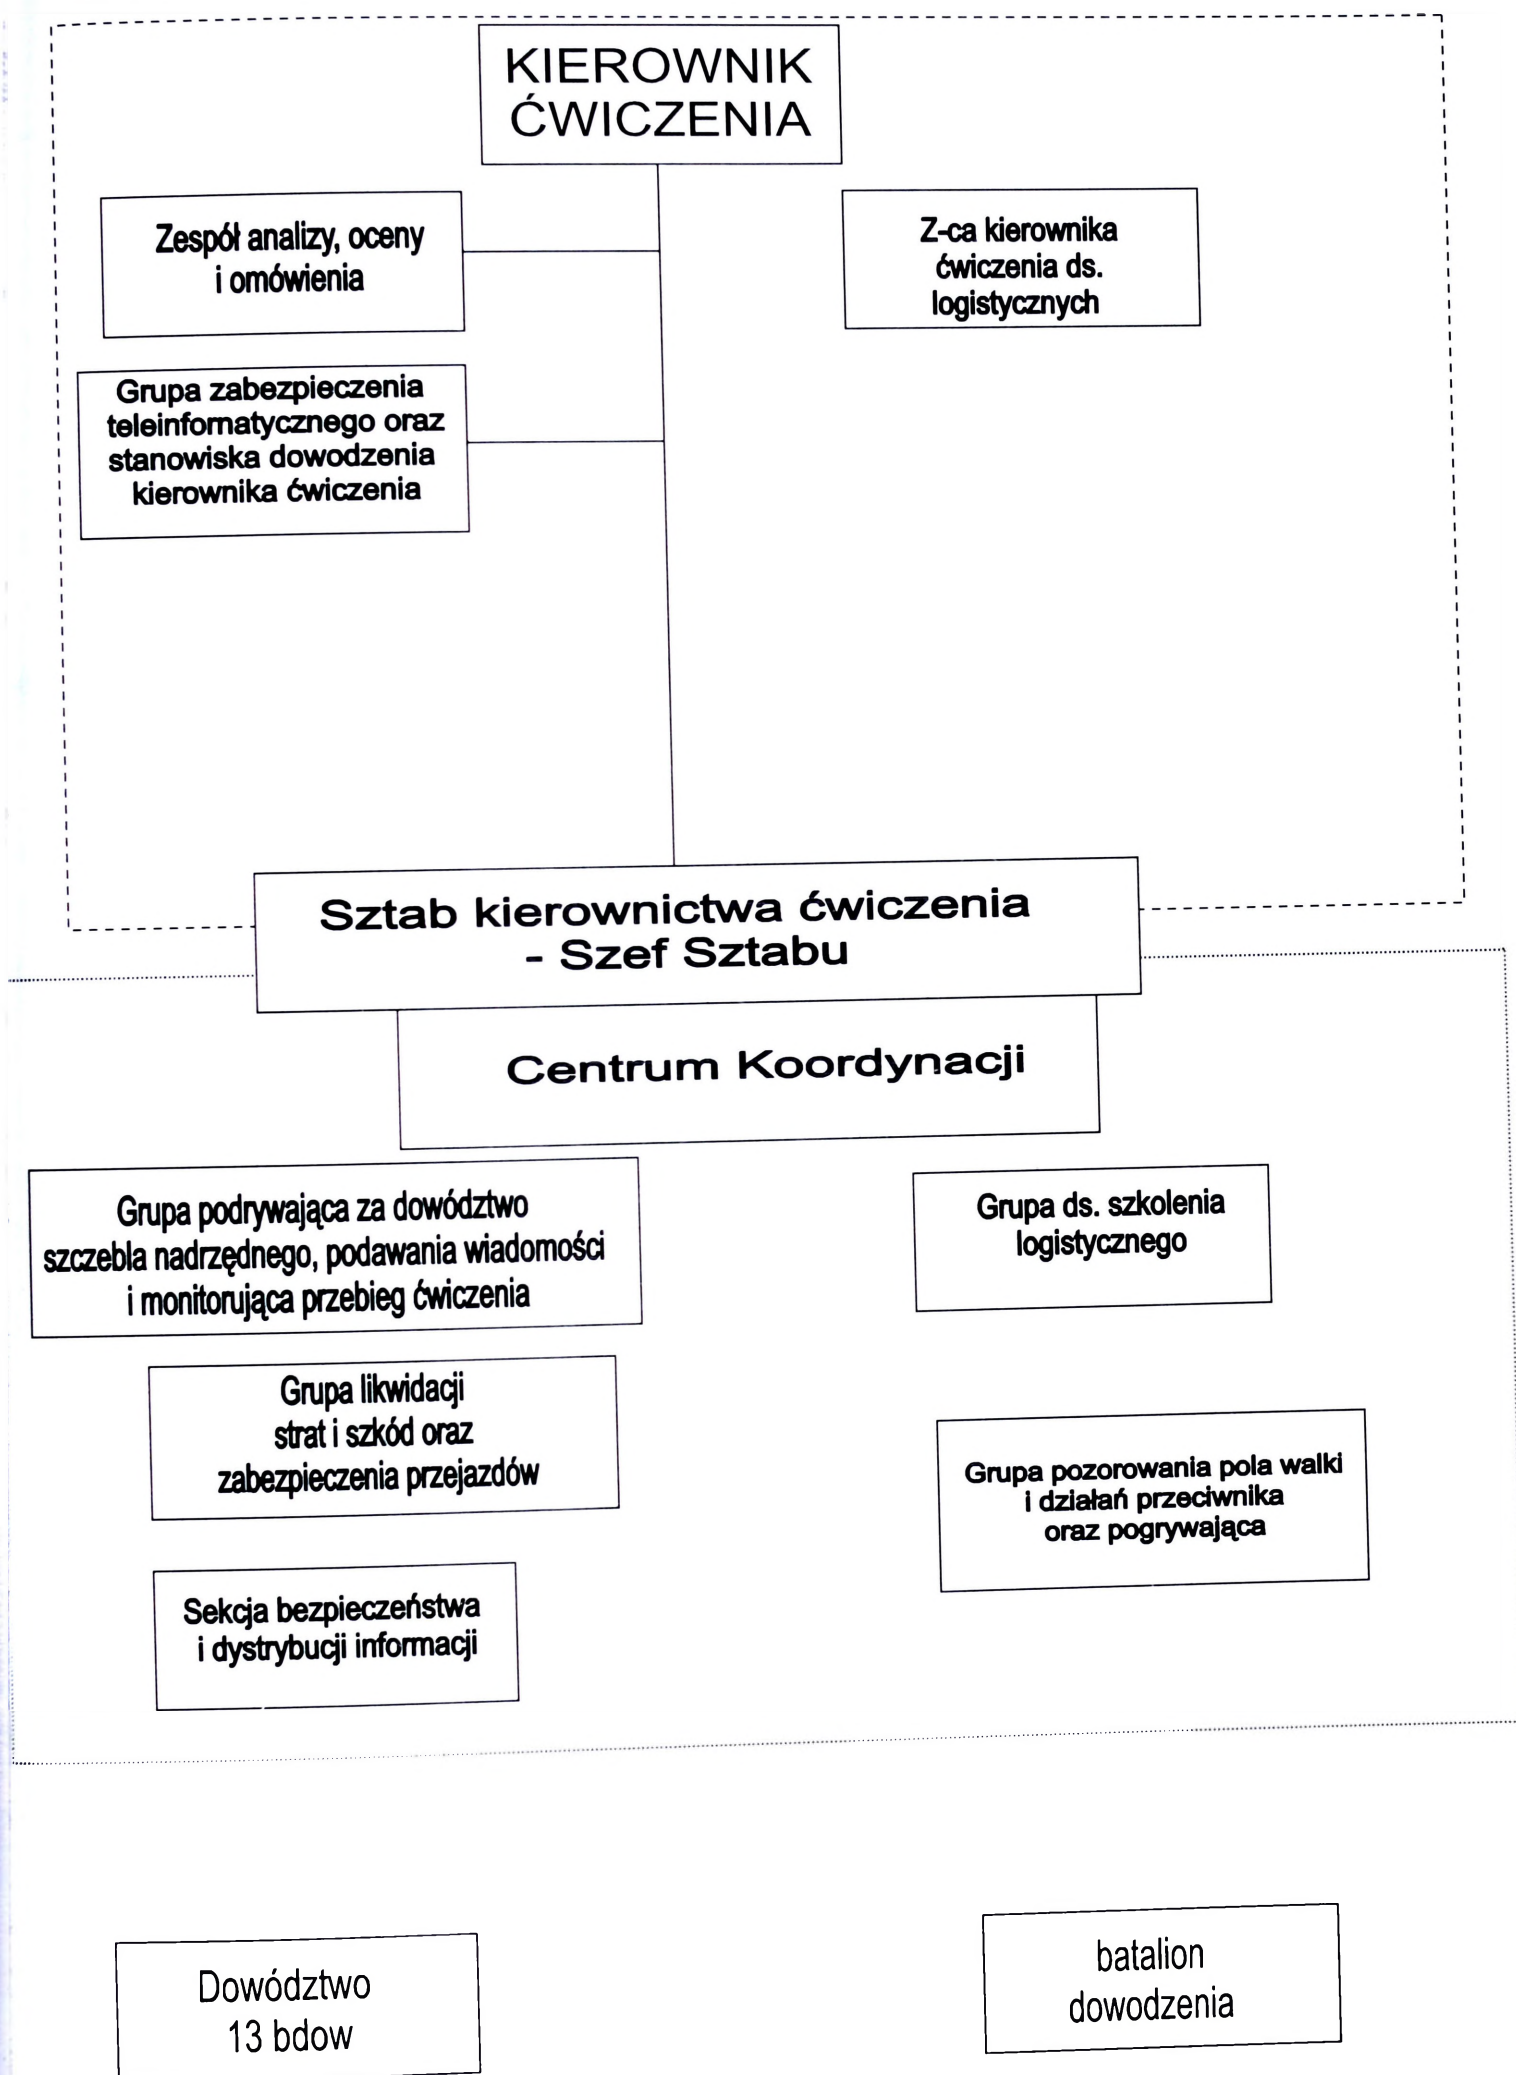 KIEROWNIK
ĆWICZENIA
Zespół analizy, oceny
i omówienia
Z-ca kierownika
ćwiczenia ds.
logistycznych
Grupa zabezpieczenia
teleinfomatycznego oraz
stanowiska dowodzenia
kierownika ćwiczenia
Sztab kierownictwa ćwiczenia
- Szef Sztabu
Centrum Koordynacji
Grupa podrywająca za dowództwo
szczebla nadrzędnego, podawania wiadomości
i monitorująca przebieg ćwiczenia
Grupa ds. szkolenia
logistycznego
Grupa likwidacji
strat i szkód oraz
zabezpieczenia przejazdów
Grupa pozorowania pola walki
i działań przeciwnika
oraz pogrywająca
Sekcja bezpieczeństwa
i dystrybucji informacji
Dowództwo
13 bdow
batalion
dowodzenia